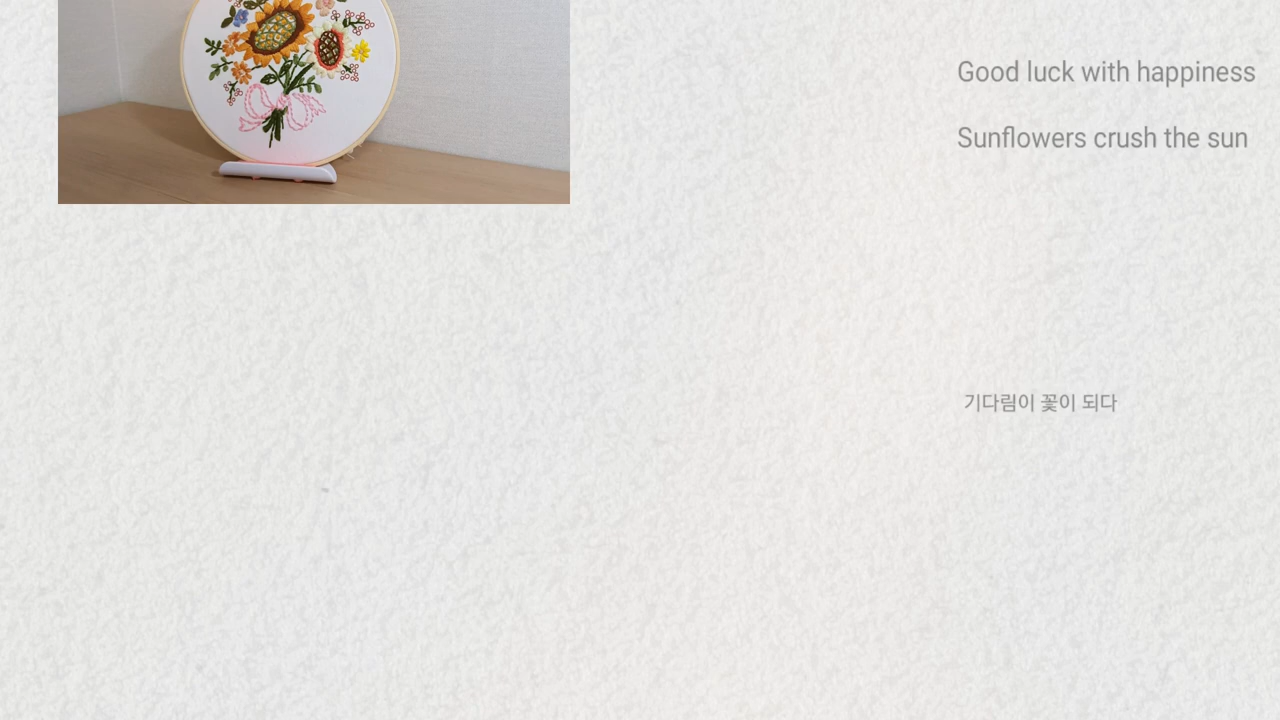 Good luck with happiness
Sunflowers crush the sun
기다림이 꽃이 되다